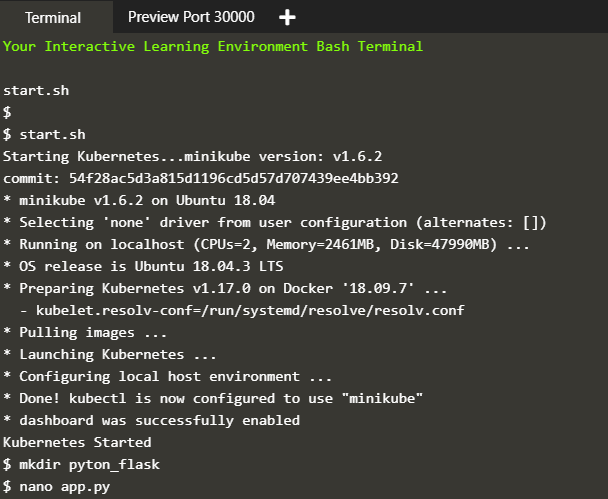 Terminal Preview Port 30000 +
Your Interactive Learning Environment Bash Terminal
start.sh
$
$ start.sh
Starting Kubernetes...minikube version: v1.6.2
commit: 54f28ac5d3a815d1196cd5d57d707439ee4bb392
* minikube v1.6.2 on Ubuntu 18.04
* Selecting 'none' driver from user configuration (alternates: [])
* Running on localhost (CPUs=2, Memory=2461MB, Disk=47990MB) ...
* OS release is Ubuntu 18.04.3 LTS
* Preparing Kubernetes v1.17.0 on Docker '18.09.7' ...
- kubelet.resolv-conf=/run/systemd/resolve/resolv.conf
* Pulling images ...
* Launching Kubernetes ...
* Configuring local host environment ...
* Done! kubectl is now configured to use "minikube"
* dashboard was successfully enabled
Kubernetes Started
$ mkdir pyton_flask
$ nano app.py